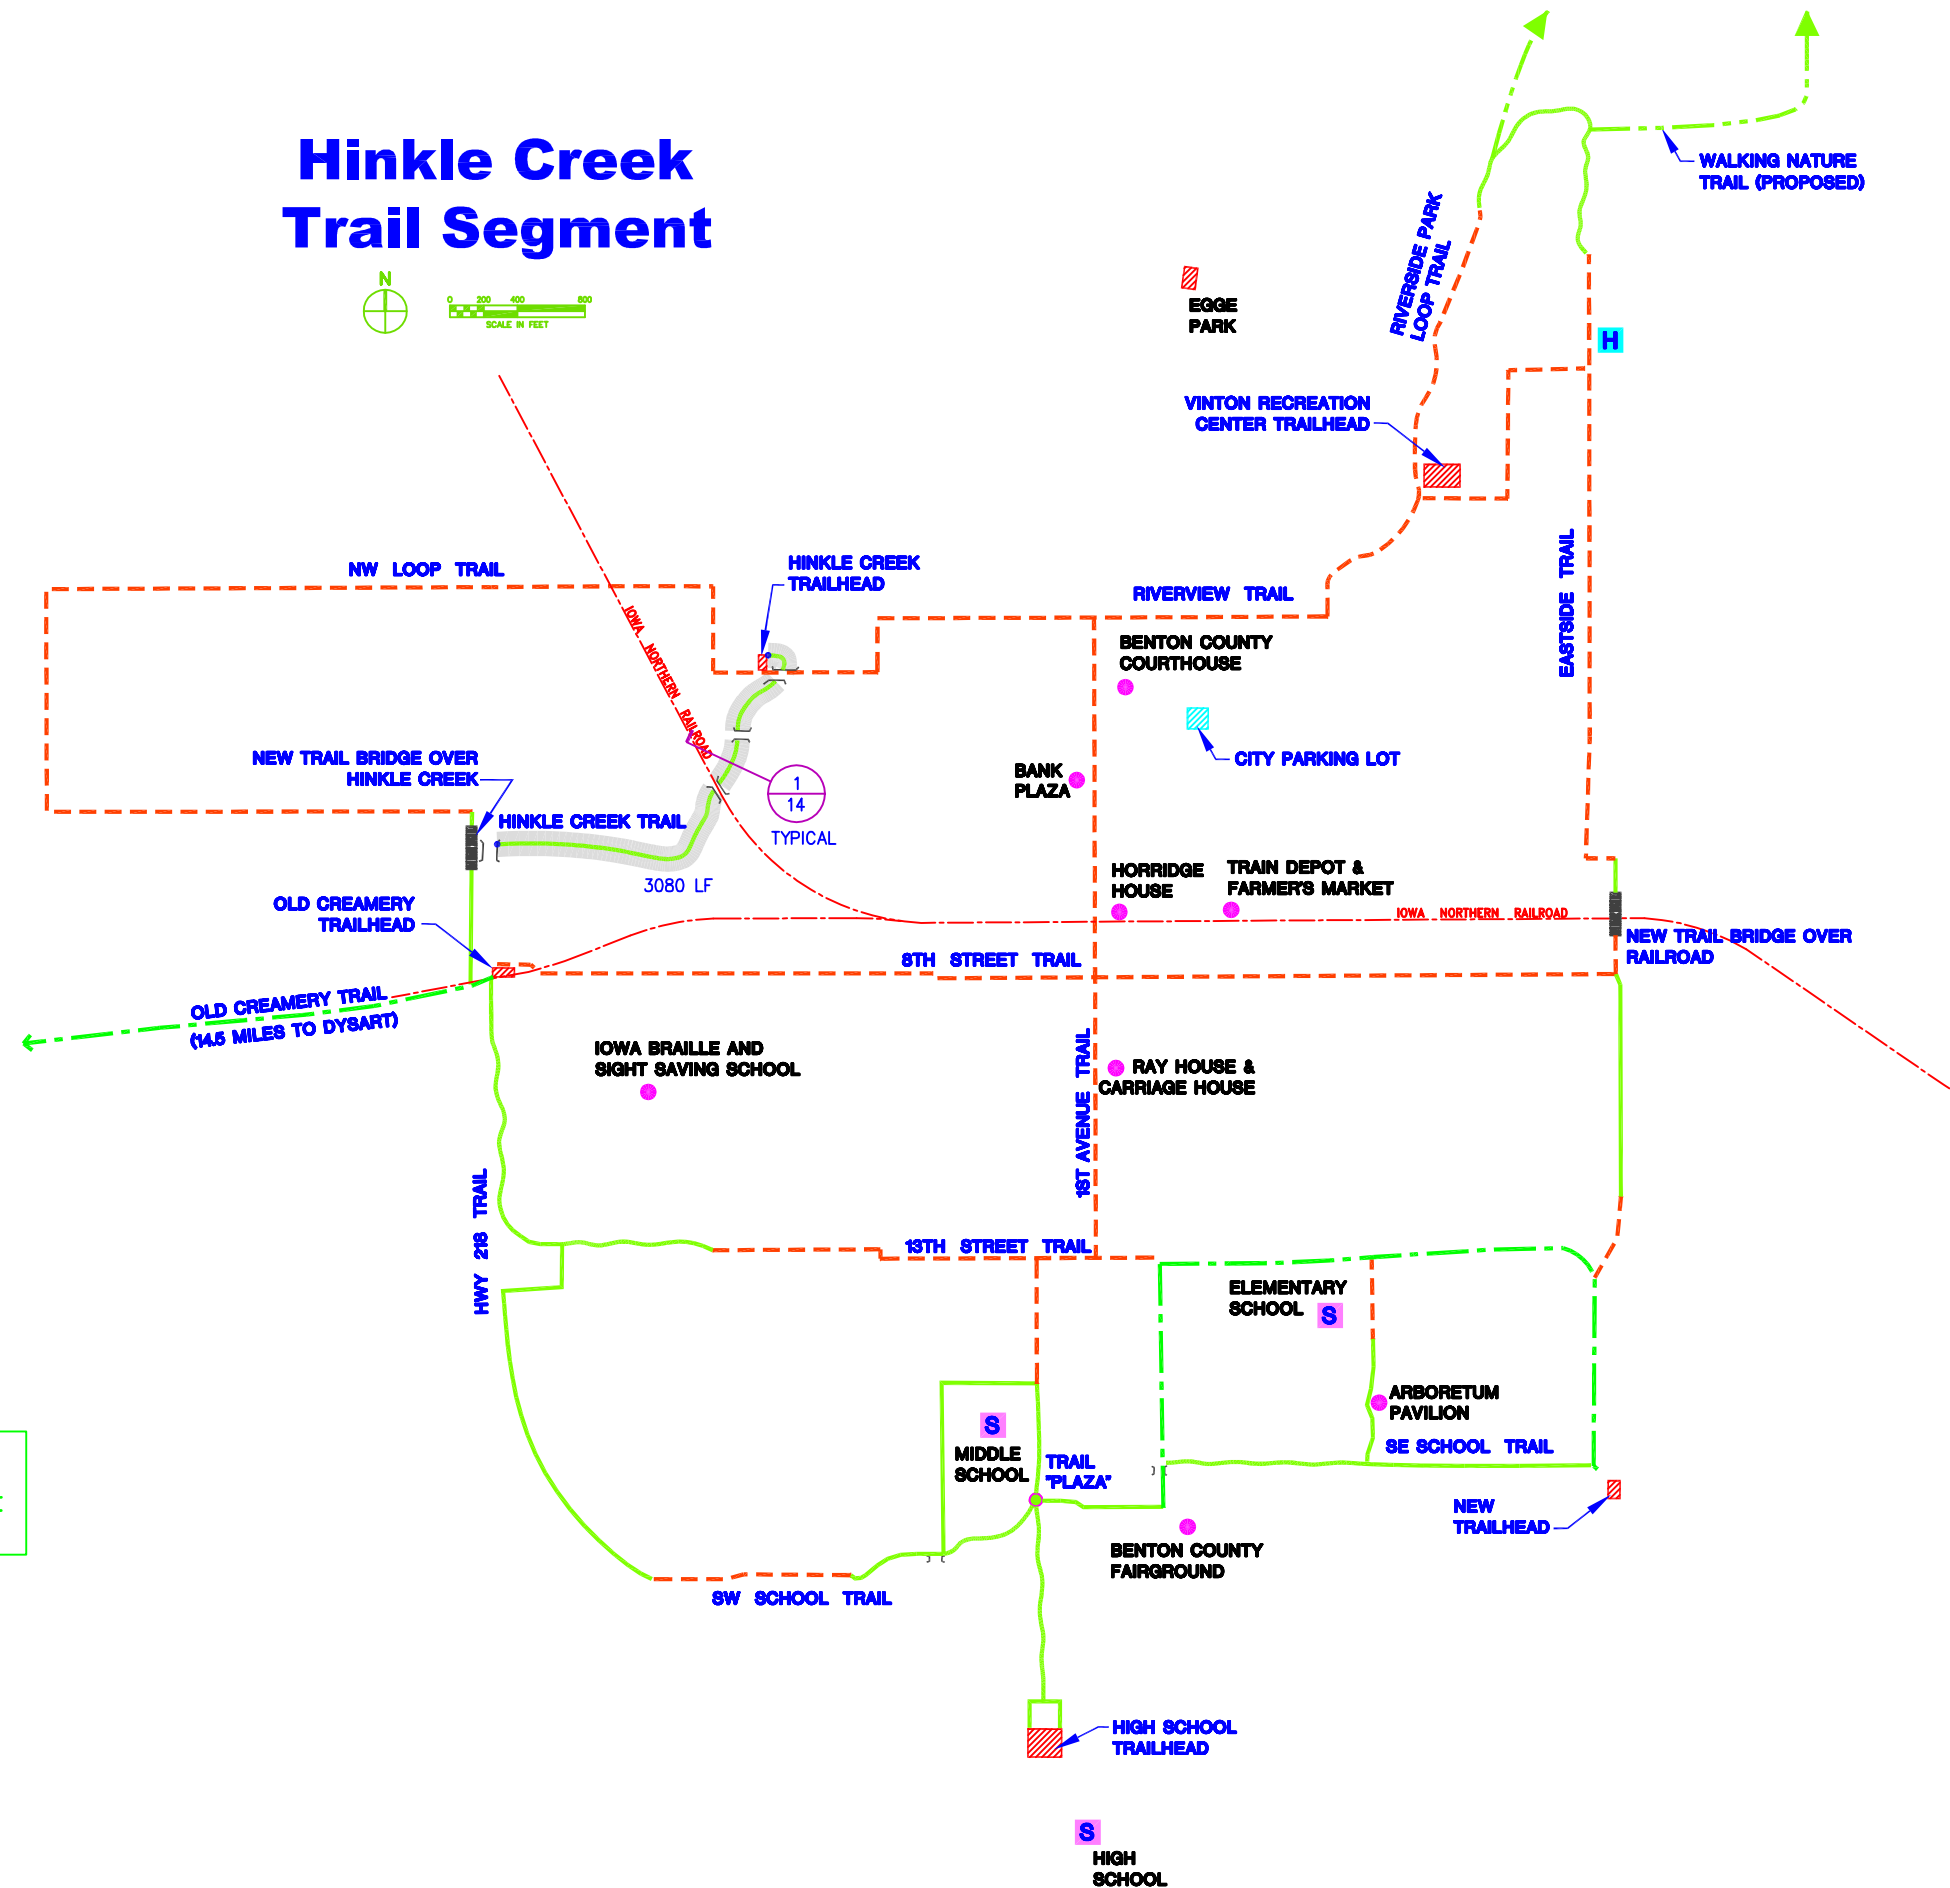 Hinkle Creek
Trail Segment
N
0 200 400 800
SCALE IN FEET
WALKING NATURE
TRAIL (PROPOSED)
RIVERSIDE PARK
LOOP TRAIL
EGGE
PARK
H
VINTON RECREATION
CENTER TRAILHEAD
EASTSIDE TRAIL
NW LOOP TRAIL
HINKLE CREEK
TRAILHEAD
RIVERVIEW TRAIL
IOWA NORTHERN RAILROAD
BENTON COUNTY
COURTHOUSE
CITY PARKING LOT
NEW TRAIL BRIDGE OVER
HINKLE CREEK
BANK
PLAZA
1
14
TYPICAL
HINKLE CREEK TRAIL
3080 LF
HORRIDGE
HOUSE
TRAIN DEPOT &
FARMER'S MARKET
OLD CREAMERY
TRAILHEAD
IOWA NORTHERN RAILROAD
NEW TRAIL BRIDGE OVER
RAILROAD
8TH STREET TRAIL
OLD CREAMERY TRAIL
(14.5 MILES TO DYSART)
IOWA BRAILLE AND
SIGHT SAVING SCHOOL
1ST AVENUE TRAIL
RAY HOUSE &
CARRIAGE HOUSE
HWY 218 TRAIL
13TH STREET TRAIL
ELEMENTARY
SCHOOL
S
ARBORETUM
PAVILION
SE SCHOOL TRAIL
S
MIDDLE
SCHOOL
TRAIL
"PLAZA"
NEW
TRAILHEAD
BENTON COUNTY
FAIRGROUND
SW SCHOOL TRAIL
HIGH SCHOOL
TRAILHEAD
S
HIGH
SCHOOL